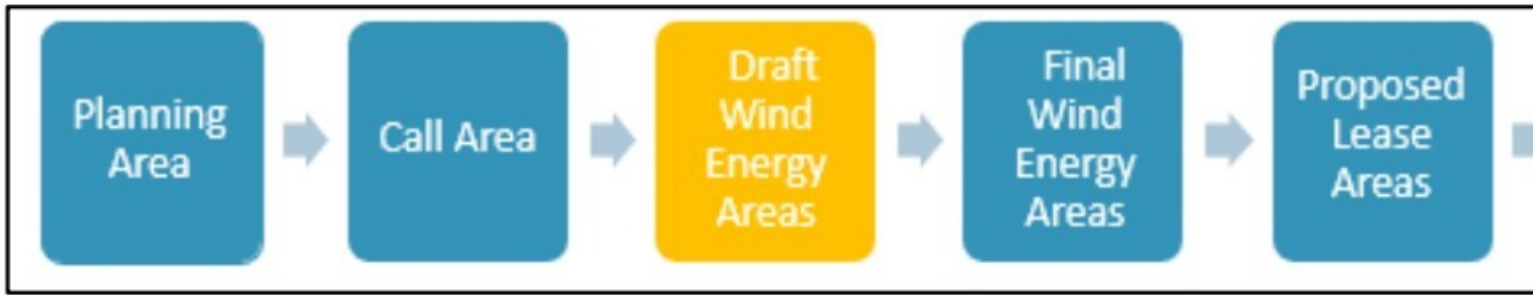 Planning
Area
Call Area
Draft
Wind
Energy
Areas
Final
Wind
Energy
Areas
Proposed
Lease
Areas